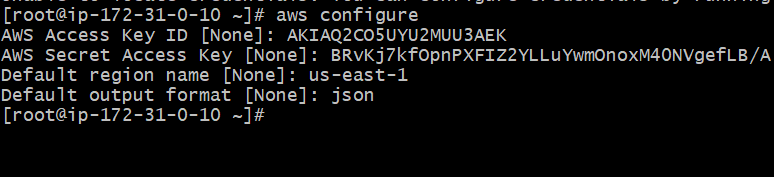 [root@ip-172-31-0-10 ~]# aws configure
AWS Access Key ID [None]: AKIAQ2CO5UYU2MUU3AEK
AWS Secret Access Key [None]: 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
Default region name [None]: us-east-1
Default output format [None]: json
[root@ip-172-31-0-10 ~]#